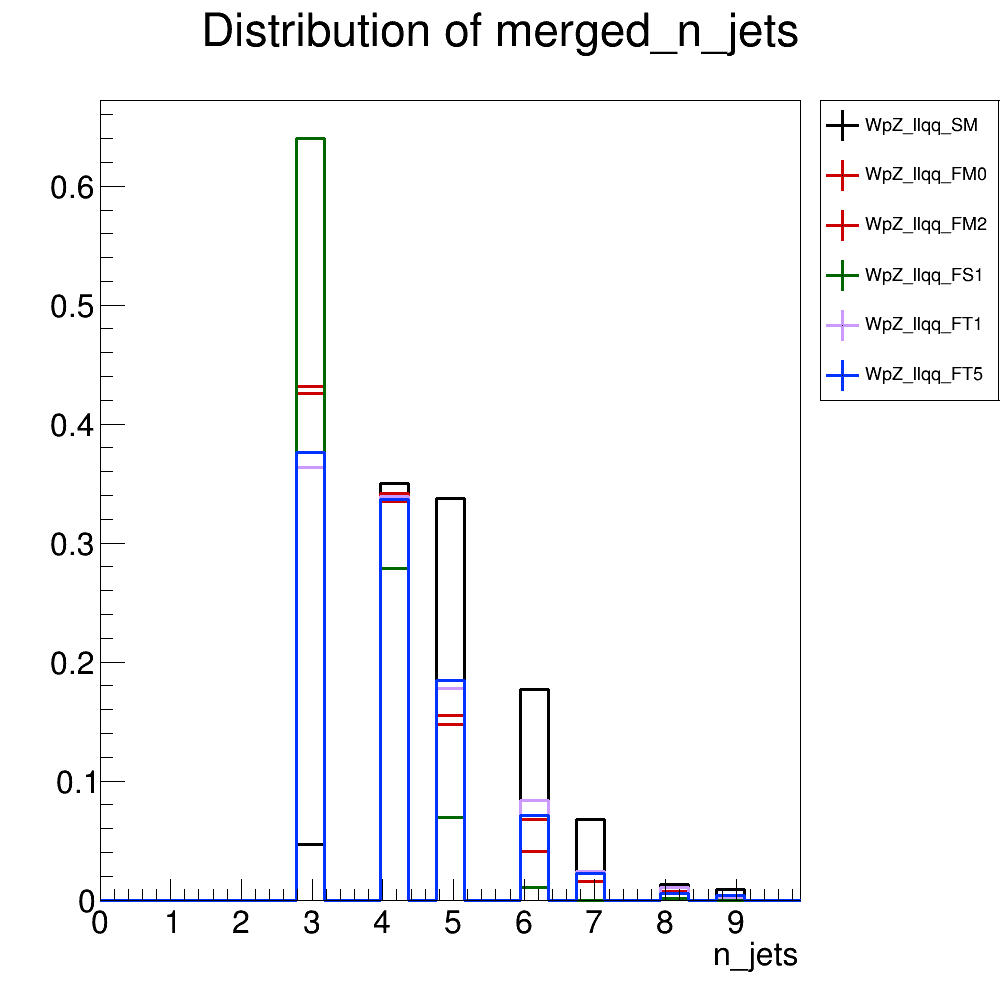 Distribution of merged_n_jets
WpZ_llqq_SM
WpZ_llqq_FM0
WpZ_llqq_FM2
WpZ_llqq_FS1
WpZ_llqq_FT1
WpZ_llqq_FT5
0.6
0.5
0.4
0.3
0.2
0.1
0
0 1 2 3 4 5 6 7 8 9
n_jets